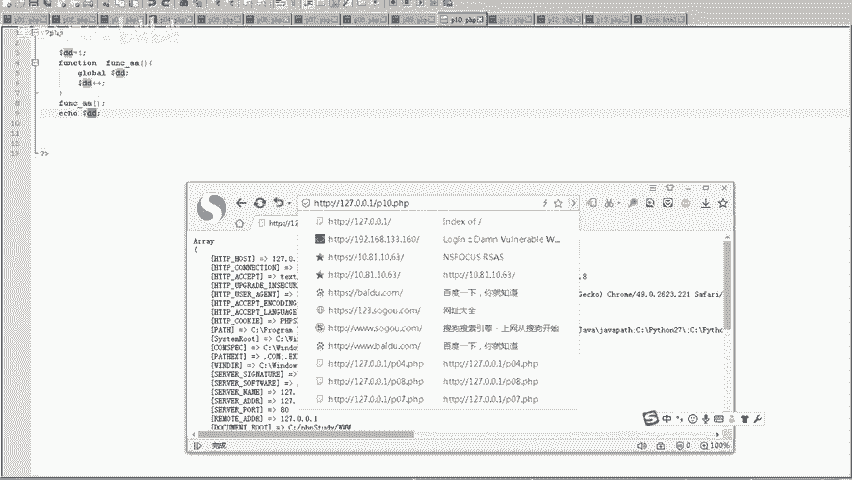 p10.php
<?php
$dd=1;
function func_aa(){
global $dd;
$dd++;
}
func_aa();
echo $dd;
?>
http://127.0.0.1/p10.php
http://127.0.0.1/ Index of /
http://192.168.133.160/ Login :: Damn Vulnerable W...
https://10.81.10.63/ NSFOCUS RSAS
http://10.81.10.63/ http://10.81.10.63/
https://baidu.com/ 百度一下，你就知道
https://123.sogou.com/ 网址大全
http://www.sogou.com/ 搜狗搜索引擎 - 上网从搜狗开始
http://www.baidu.com/ 百度一下，你就知道
http://127.0.0.1/p04.php http://127.0.0.1/p04.php
http://127.0.0.1/p08.php http://127.0.0.1/p08.php
http://127.0.0.1/p07.php http://127.0.0.1/p07.php
Array
(
[HTTP_HOST] => 127.0.
[HTTP_CONNECTION] =>
[HTTP_ACCEPT] => text
[HTTP_UPGRADE_INSECUR
[HTTP_USER_AGENT] => Gecko) Chrome/49.0.2623.221 Safari/
[HTTP_ACCEPT_ENCODING
[HTTP_ACCEPT_LANGUAGE
[HTTP_COOKIE] => PHPS
[PATH] => C:\Program Java\javapath;C:\Python27\;C:\Pytho
[SystemRoot] => C:\Wi
[COMSPEC] => C:\Window
[PATHEXT] => .COM;.EX
[WINDIR] => C:\Window
[SERVER_SIGNATURE] =>
[SERVER_SOFTWARE] =>
[SERVER_NAME] => 127.
[SERVER_ADDR] => 127.
[SERVER_PORT] => 80
[REMOTE_ADDR] => 127.0.0.1
[DOCUMENT_ROOT] => C:/phpStudy/WWW
中
完成
0
100%